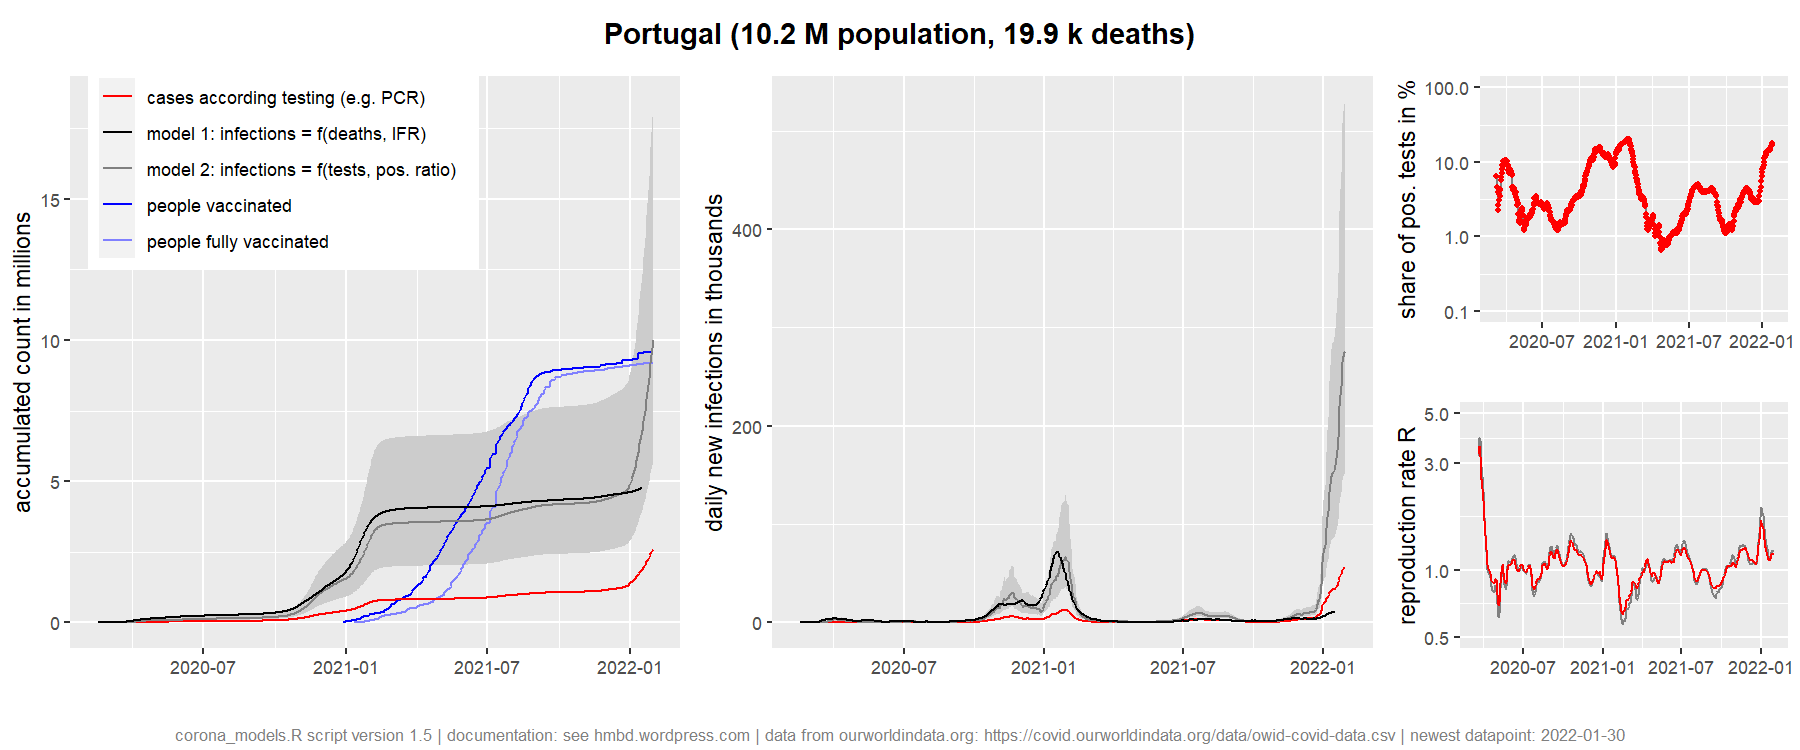 Portugal (10.2 M population, 19.9 k deaths)
accumulated count in millions
15
10
5
0
2020-07 2021-01 2021-07 2022-01
cases according testing (e.g. PCR)
model 1: infections = f(deaths, IFR)
model 2: infections = f(tests, pos. ratio)
people vaccinated
people fully vaccinated
daily new infections in thousands
400
200
0
2020-07 2021-01 2021-07 2022-01
share of pos. tests in %
100.0
10.0
1.0
0.1
2020-07 2021-01 2021-07 2022-01
reproduction rate R
5.0
3.0
1.0
0.5
2020-07 2021-01 2021-07 2022-01
corona_models.R script version 1.5 | documentation: see hmbd.wordpress.com | data from ourworldindata.org: https://covid.ourworldindata.org/data/owid-covid-data.csv | newest datapoint: 2022-01-30